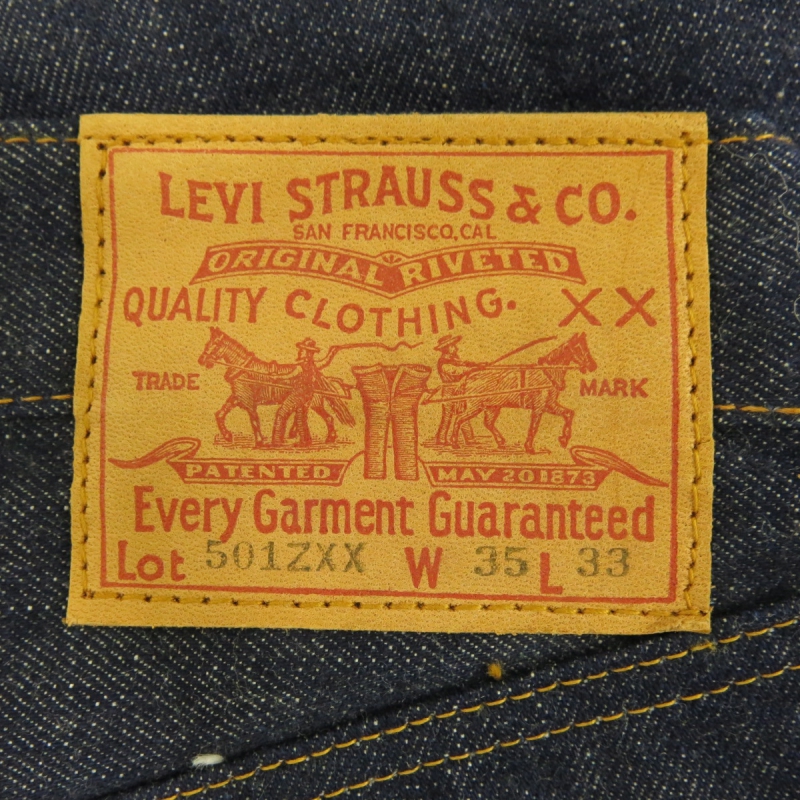 LEVI STRAUSS & CO.
SAN FRANCISCO, CAL
ORIGINAL RIVETED
QUALITY CLOTHING. XX
TRADE MARK
PATENTED MAY 20 1873
Every Garment Guaranteed
Lot 501ZXX W 35 L 33